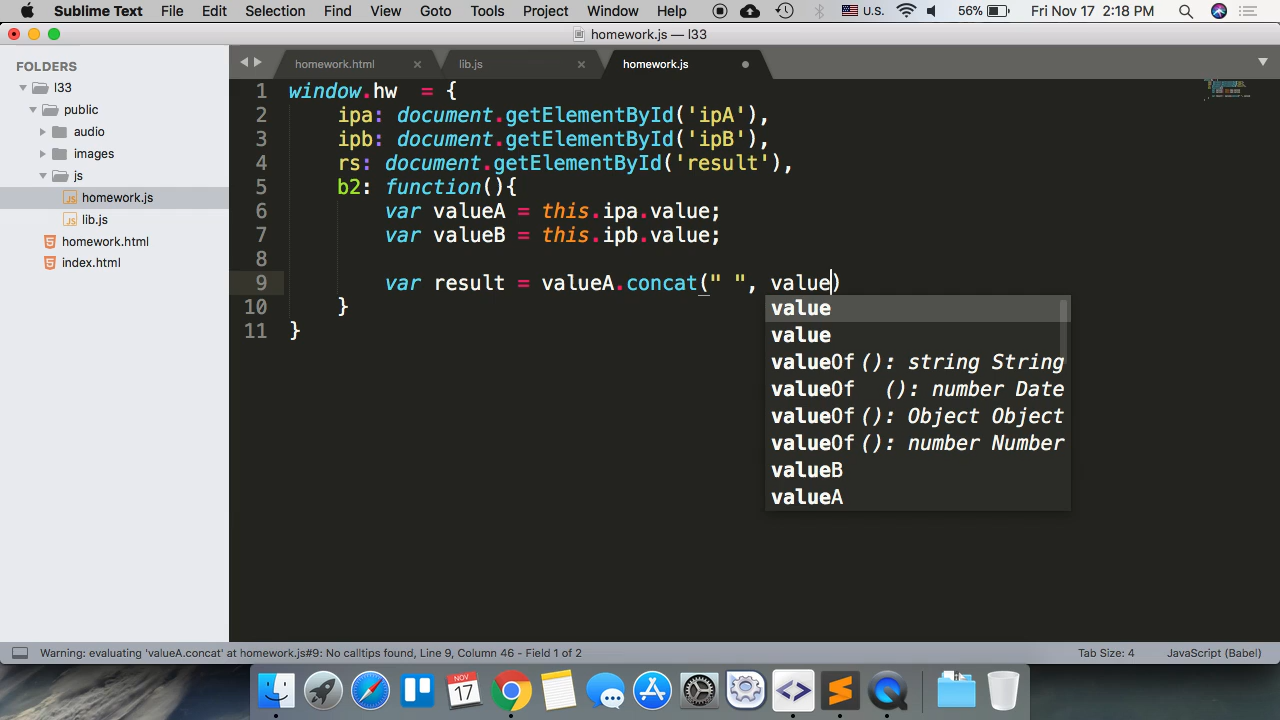 Sublime Text File Edit Selection Find View Goto Tools Project Window Help U.S. 56% Fri Nov 17 2:18 PM
homework.js — l33
FOLDERS
l33
public
audio
images
js
homework.js
lib.js
homework.html
index.html
homework.html × lib.js × homework.js
1 window.hw = {
2 ipa: document.getElementById('ipA'),
3 ipb: document.getElementById('ipB'),
4 rs: document.getElementById('result'),
5 b2: function(){
6 var valueA = this.ipa.value;
7 var valueB = this.ipb.value;
8
9 var result = valueA.concat(" ", value)
10 }
11 }
value
value
valueOf (): string String
valueOf (): number Date
valueOf (): Object Object
valueOf (): number Number
valueB
valueA
Warning: evaluating 'valueA.concat' at homework.js#9: No calltips found, Line 9, Column 46 - Field 1 of 2 Tab Size: 4 JavaScript (Babel)
NOV
17